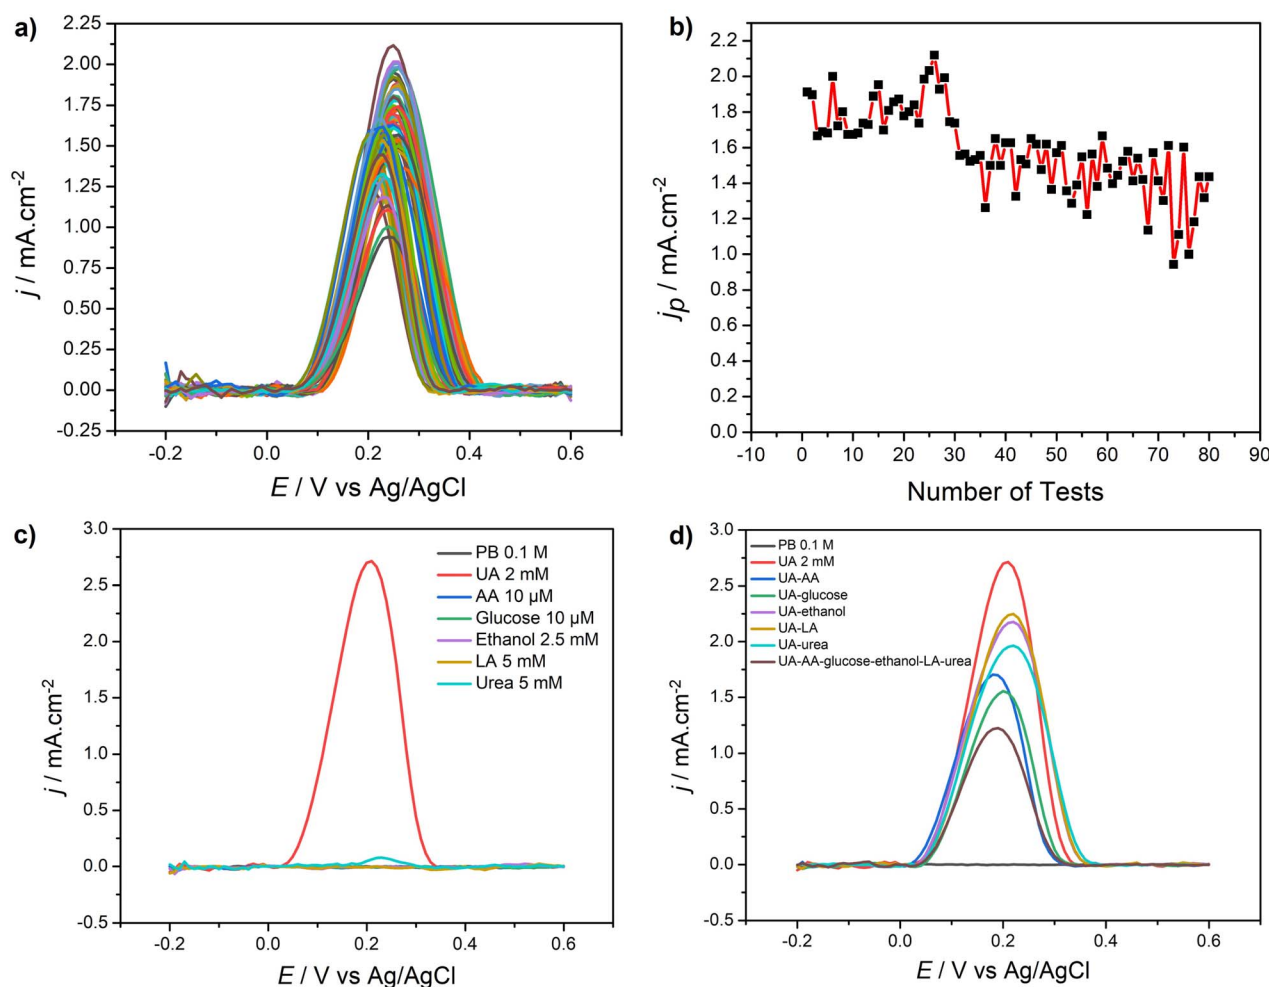 a)
2.25
2.00
1.75
1.50
1.25
1.00
0.75
0.50
0.25
0.00
-0.25
j / mA.cm-2
-0.2 0.0 0.2 0.4 0.6
E / V vs Ag/AgCl
b)
2.2
2.0
1.8
1.6
1.4
1.2
1.0
0.8
0.6
0.4
0.2
0.0
jp / mA.cm-2
-10 0 10 20 30 40 50 60 70 80 90
Number of Tests
c)
3.0
2.5
2.0
1.5
1.0
0.5
0.0
-0.5
j / mA.cm-2
PB 0.1 M
UA 2 mM
AA 10 µM
Glucose 10 µM
Ethanol 2.5 mM
LA 5 mM
Urea 5 mM
-0.2 0.0 0.2 0.4 0.6
E / V vs Ag/AgCl
d)
3.0
2.5
2.0
1.5
1.0
0.5
0.0
-0.5
j / mA.cm-2
PB 0.1 M
UA 2 mM
UA-AA
UA-glucose
UA-ethanol
UA-LA
UA-urea
UA-AA-glucose-ethanol-LA-urea
-0.2 0.0 0.2 0.4 0.6
E / V vs Ag/AgCl